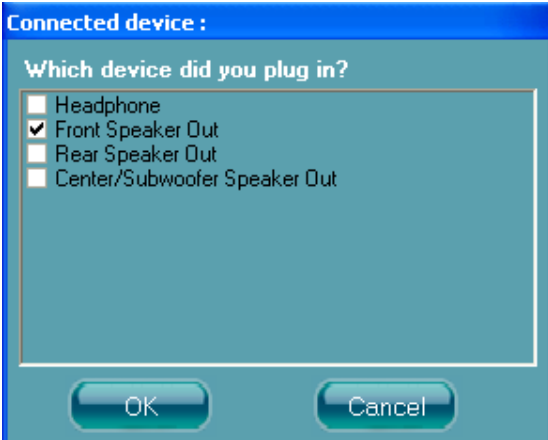 Connected device :
Which device did you plug in?
Headphone
Front Speaker Out
Rear Speaker Out
Center/Subwoofer Speaker Out
OK
Cancel